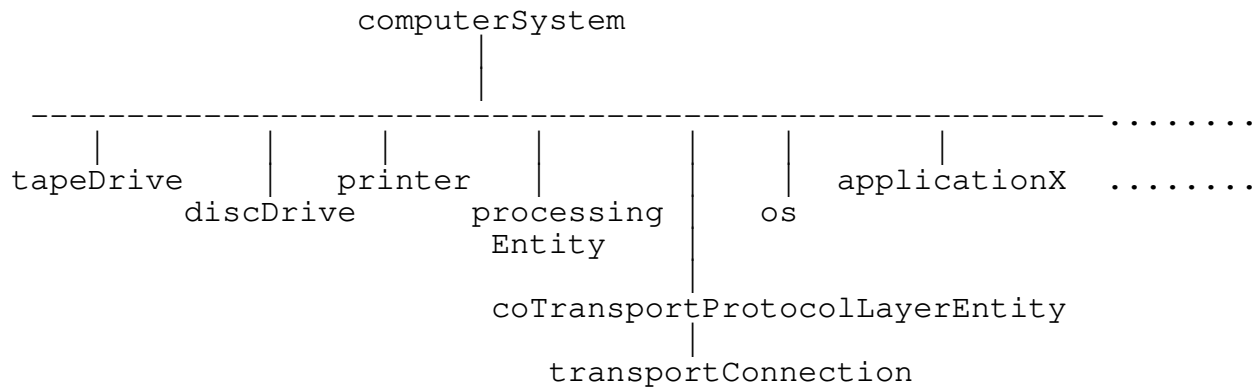 computerSystem
tapeDrive printer applicationX ........
discDrive processing os
Entity
coTransportProtocolLayerEntity
transportConnection